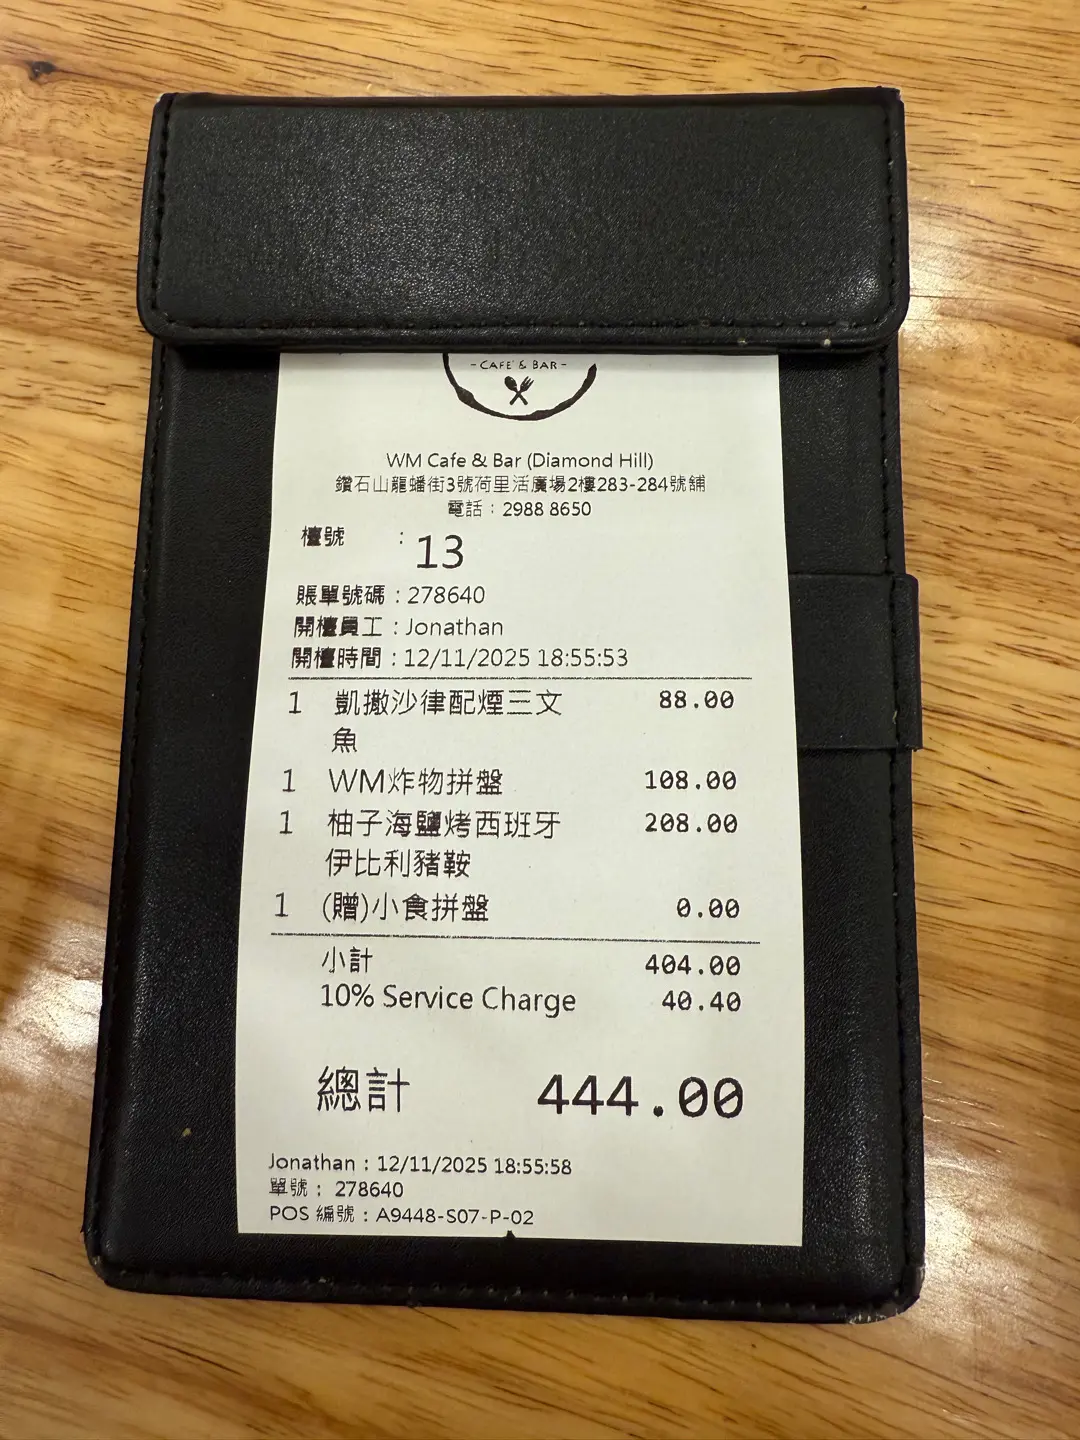 - CAFE & BAR -
WM Cafe & Bar (Diamond Hill)
鑽石山龍蟠街3號荷里活廣場2樓283-284號舖
電話：2988 8650
檯號 : 13
賬單號碼 : 278640
開檯員工 : Jonathan
開檯時間 : 12/11/2025 18:55:53
1 凱撒沙律配煙三文 88.00
魚
1 WM炸物拼盤 108.00
1 柚子海鹽烤西班牙 208.00
伊比利豬鞍
1 (贈)小食拼盤 0.00
小計 404.00
10% Service Charge 40.40
總計 444.00
Jonathan : 12/11/2025 18:55:58
單號 : 278640
POS 編號 : A9448-S07-P-02